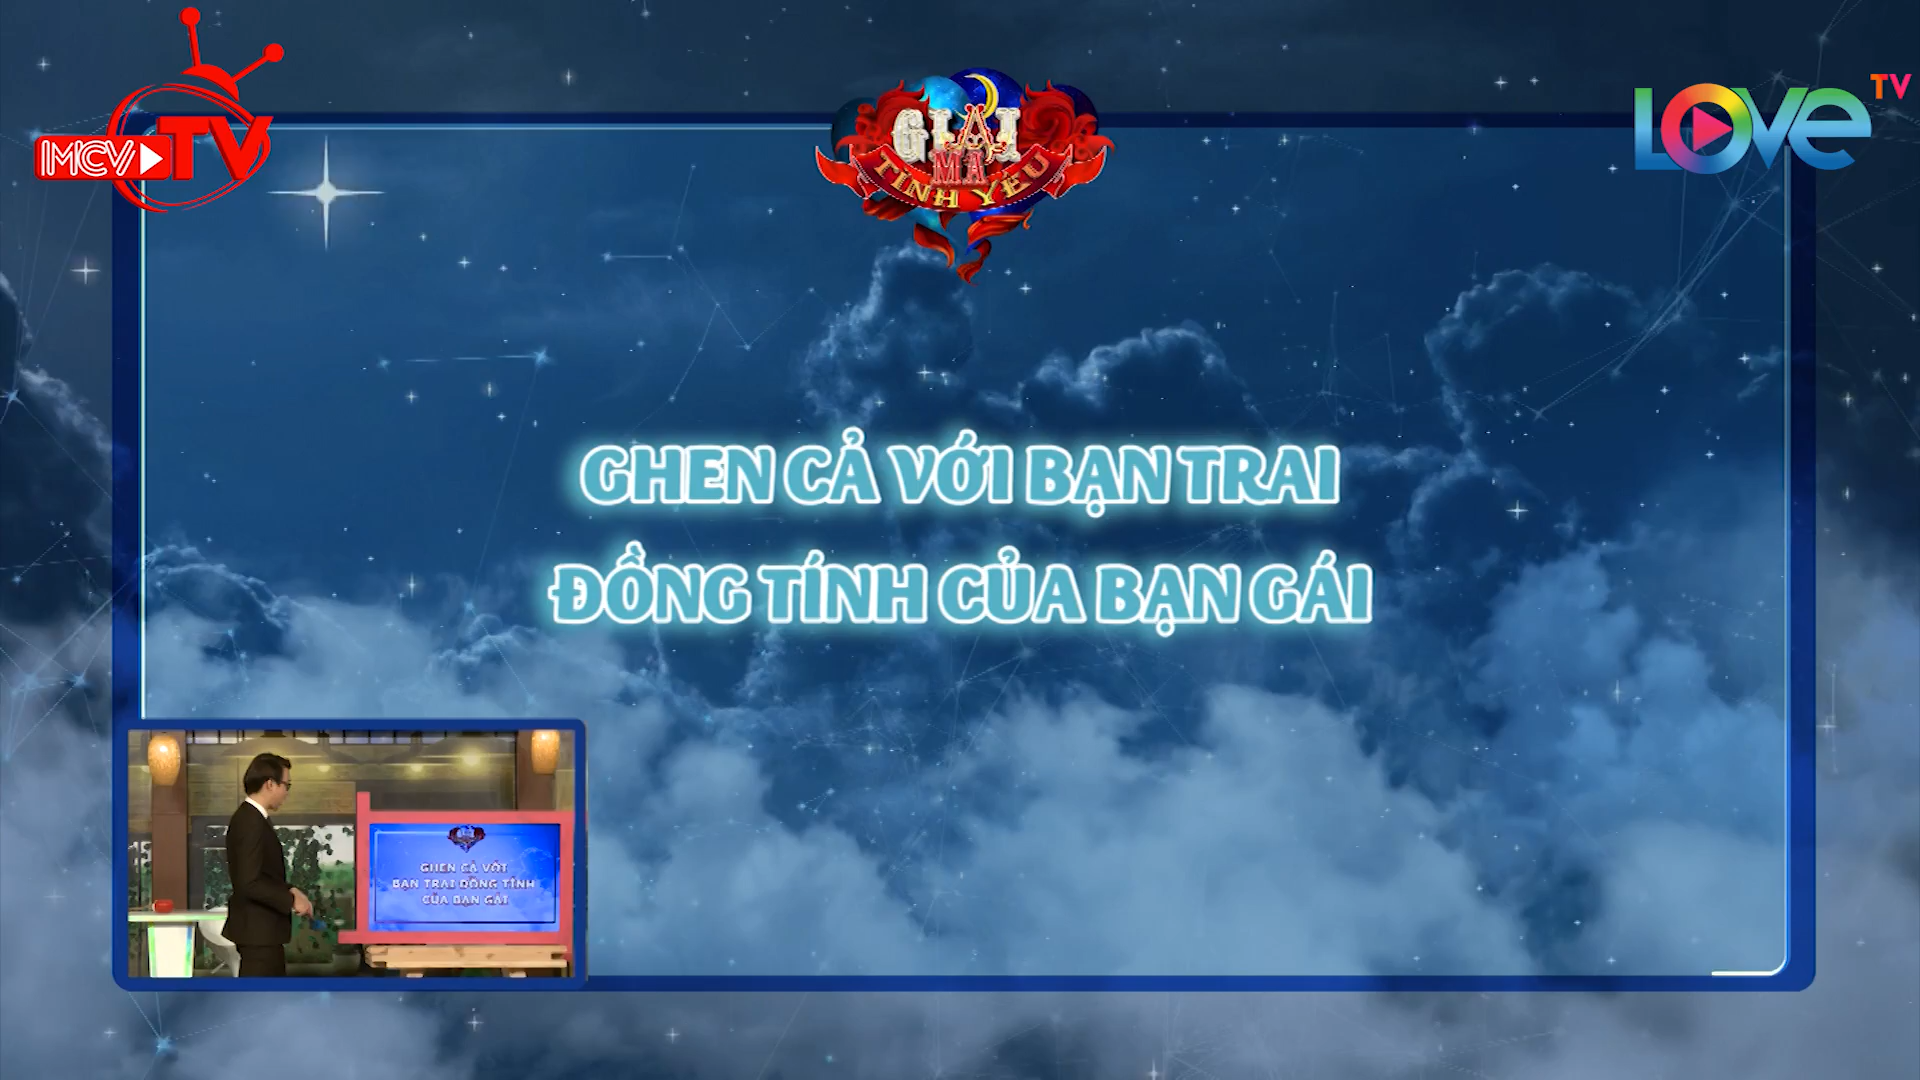 MCV TV
GIẢI
MÃ
TÌNH YÊU
LOVE TV
GHEN CẢ VỚI BẠN TRAI
ĐỒNG TÍNH CỦA BẠN GÁI
GHEN CẢ VỚI
BẠN TRAI ĐỒNG TÍNH
CỦA BẠN GÁI